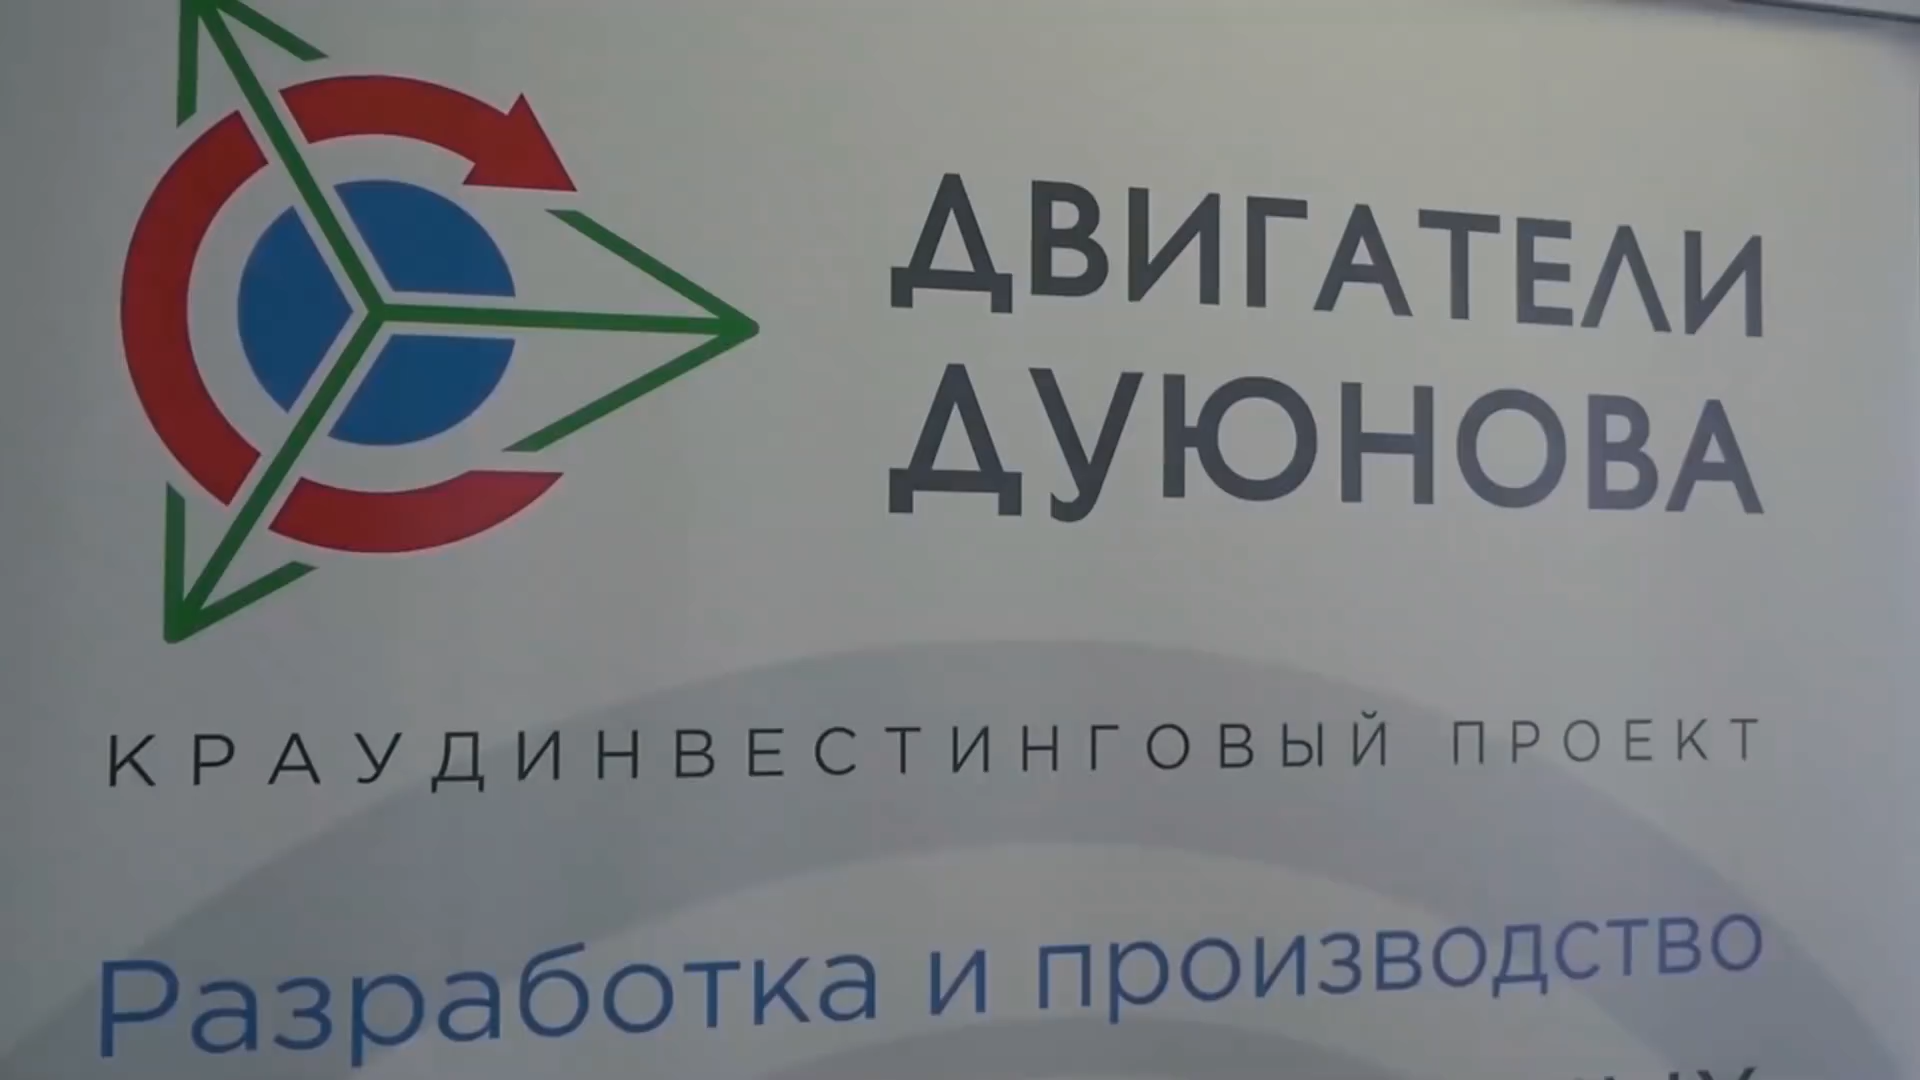 ДВИГАТЕЛИ
ДУЮНОВА
КРАУДИНВЕСТИНГОВЫЙ ПРОЕКТ
Разработка и производство